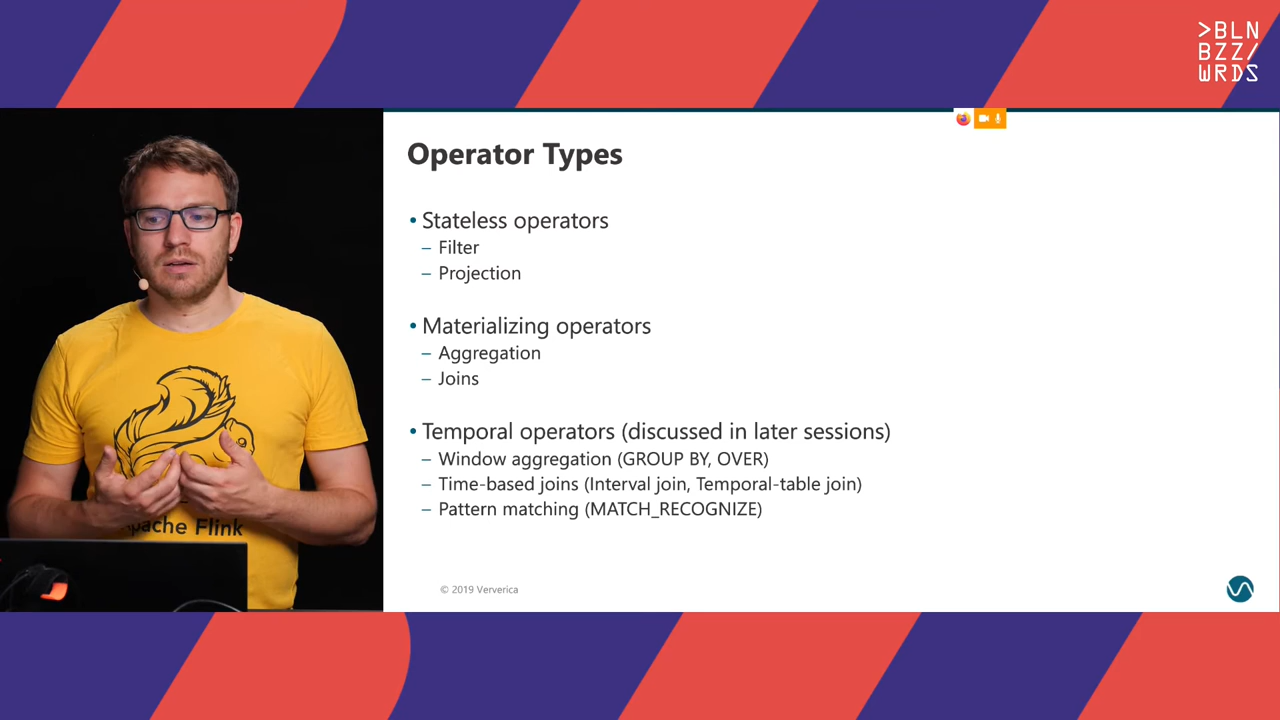 >BLN
BZZ/
WRDS
Operator Types
• Stateless operators
– Filter
– Projection
• Materializing operators
– Aggregation
– Joins
• Temporal operators (discussed in later sessions)
– Window aggregation (GROUP BY, OVER)
– Time-based joins (Interval join, Temporal-table join)
– Pattern matching (MATCH_RECOGNIZE)
pache Flink
© 2019 Ververica